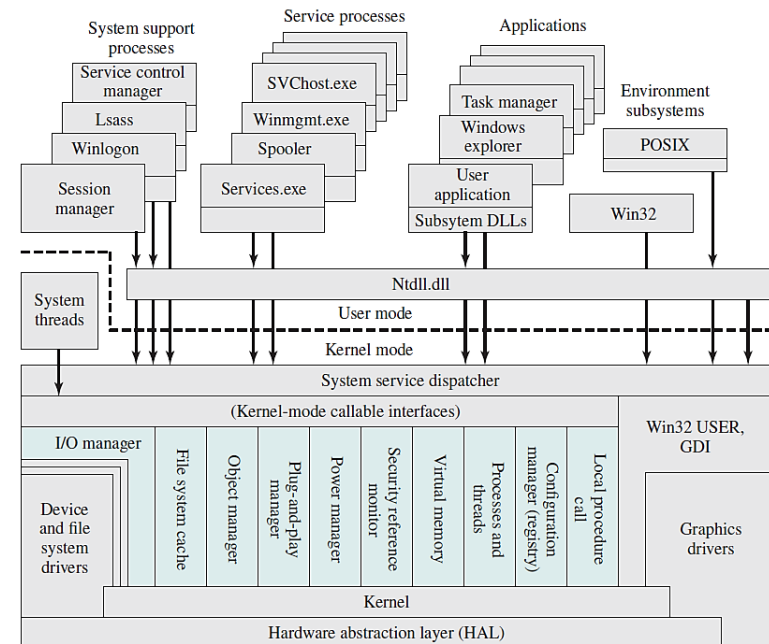 System support
processes
Service processes
Applications
Environment
subsystems
Service control
manager
Lsass
Winlogon
Session
manager
SVChost.exe
Winmgmt.exe
Spooler
Services.exe
Task manager
Windows
explorer
User
application
Subsytem DLLs
POSIX
Win32
System
threads
Ntdll.dll
User mode
Kernel mode
System service dispatcher
(Kernel-mode callable interfaces)
I/O manager
Device
and file
system
drivers
File system cache
Object manager
Plug-and-play
manager
Power manager
Security reference
monitor
Virtual memory
Processes and
threads
Configuration
manager (registry)
Local procedure
call
Win32 USER,
GDI
Graphics
drivers
Kernel
Hardware abstraction layer (HAL)